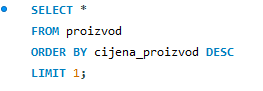 SELECT *
FROM proizvod
ORDER BY cijena_proizvod DESC
LIMIT 1;